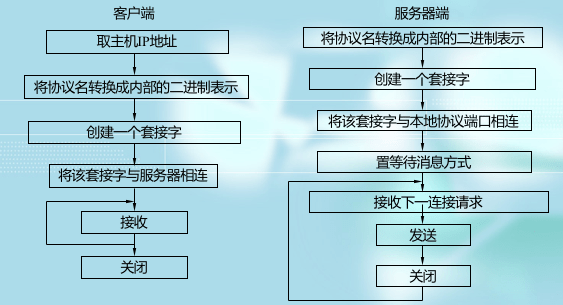 客户端
取主机IP地址
将协议名转换成内部的二进制表示
创建一个套接字
将该套接字与服务器相连
接收
关闭
服务器端
将协议名转换成内部的二进制表示
创建一个套接字
将该套接字与本地协议端口相连
置等待消息方式
接收下一连接请求
发送
关闭